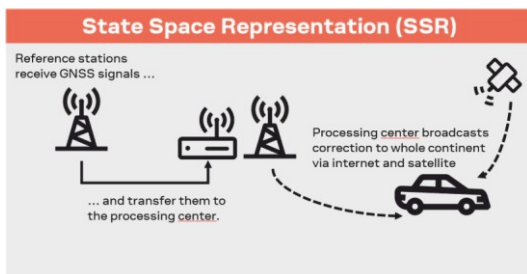 State Space Representation (SSR)
Reference stations
receive GNSS signals ...
Processing center broadcasts
correction to whole continent
via internet and satellite
... and transfer them to
the processing center.